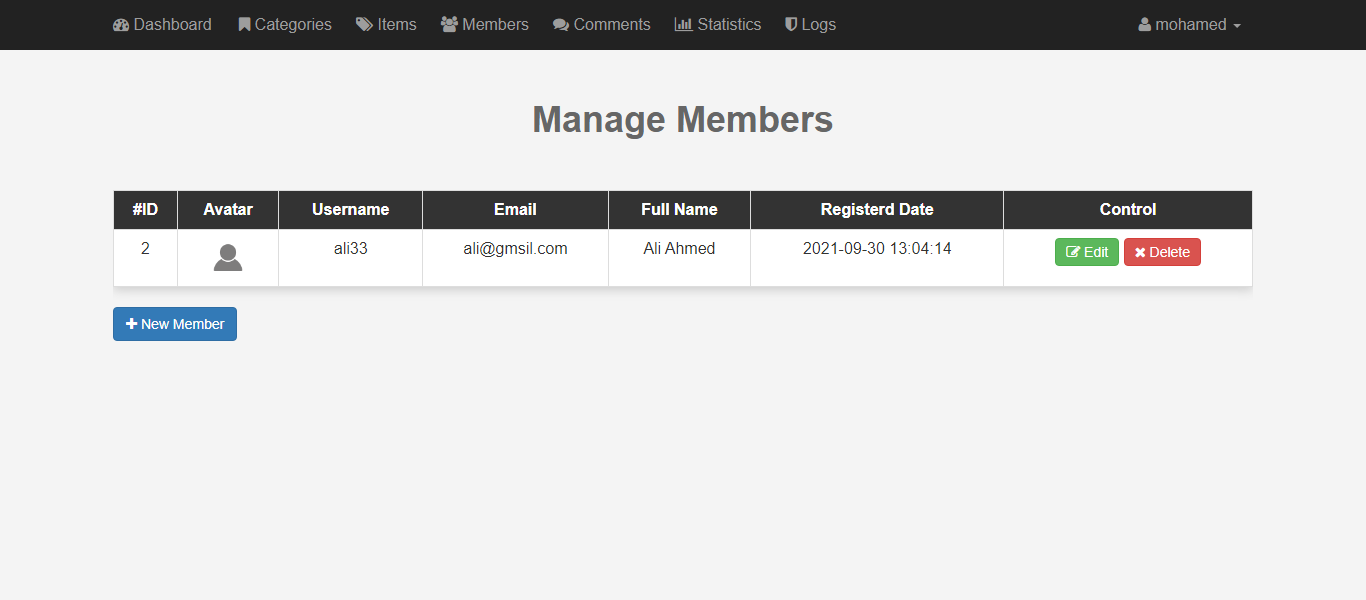 Dashboard Categories Items Members Comments Statistics Logs mohamed
Manage Members
#ID Avatar Username Email Full Name Registerd Date Control
2 ali33 ali@gmsil.com Ali Ahmed 2021-09-30 13:04:14 Edit Delete
New Member